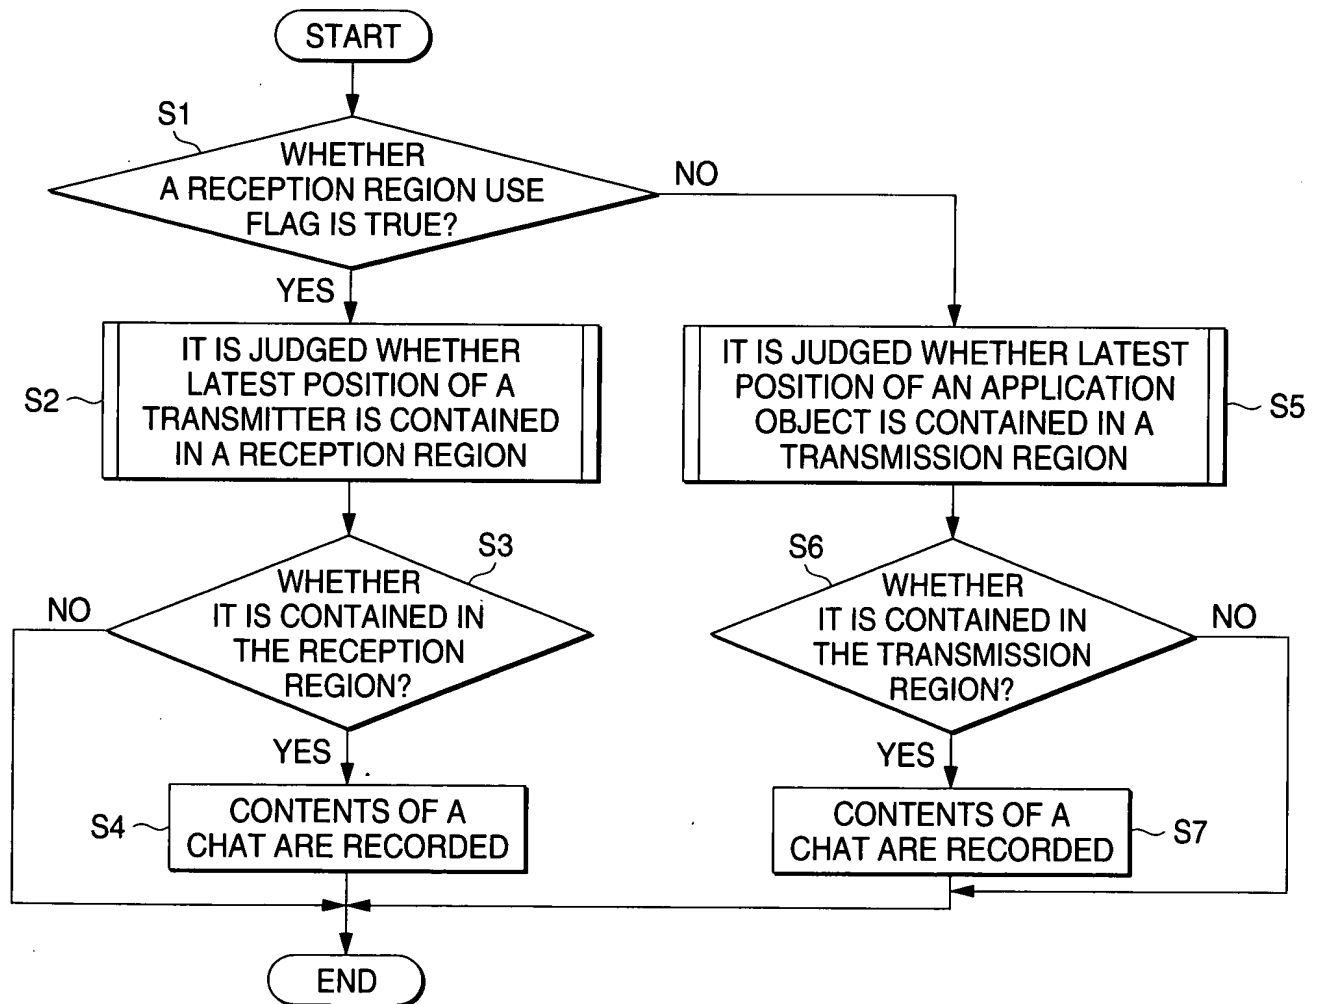 START
S1
WHETHER
A RECEPTION REGION USE
FLAG IS TRUE?
NO
YES
S2
IT IS JUDGED WHETHER
LATEST POSITION OF A
TRANSMITTER IS CONTAINED
IN A RECEPTION REGION
IT IS JUDGED WHETHER LATEST
POSITION OF AN APPLICATION
OBJECT IS CONTAINED IN A
TRANSMISSION REGION
S5
S3
WHETHER
IT IS CONTAINED IN
THE RECEPTION
REGION?
NO
YES
S6
WHETHER
IT IS CONTAINED IN
THE TRANSMISSION
REGION?
NO
YES
S4
CONTENTS OF A
CHAT ARE RECORDED
CONTENTS OF A
CHAT ARE RECORDED
S7
END